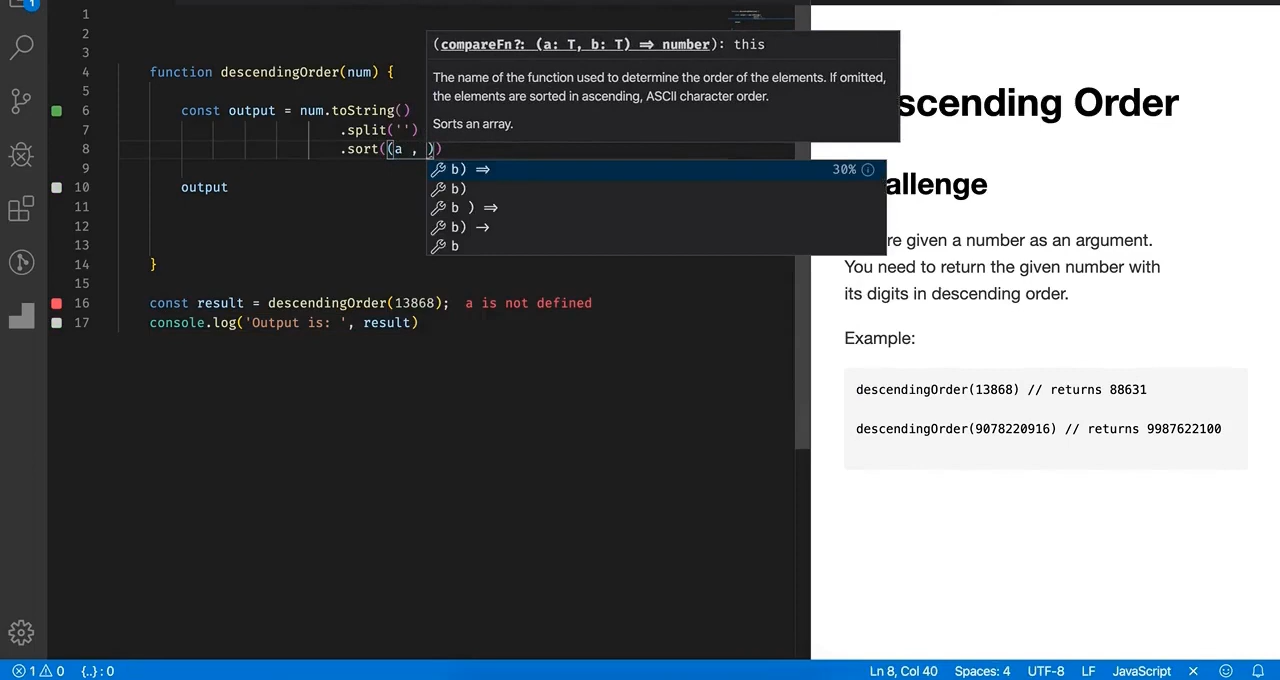 1
1
2
3
4 function descendingOrder(num) {
5
6 const output = num.toString()
7 .split('')
8 .sort((a , ))
9
10 output
11
12
13
14 }
15
16 const result = descendingOrder(13868); a is not defined
17 console.log('Output is: ', result)
(compareFn?: (a: T, b: T) ⇒ number): this
The name of the function used to determine the order of the elements. If omitted,
the elements are sorted in ascending, ASCII character order.
Sorts an array.
b) ⇒ 30%
b)
b ) ⇒
b) →
b
scending Order
allenge
re given a number as an argument.
You need to return the given number with
its digits in descending order.
Example:
descendingOrder(13868) // returns 88631
descendingOrder(9078220916) // returns 9987622100
1 0 {..} : 0 Ln 8, Col 40 Spaces: 4 UTF-8 LF JavaScript